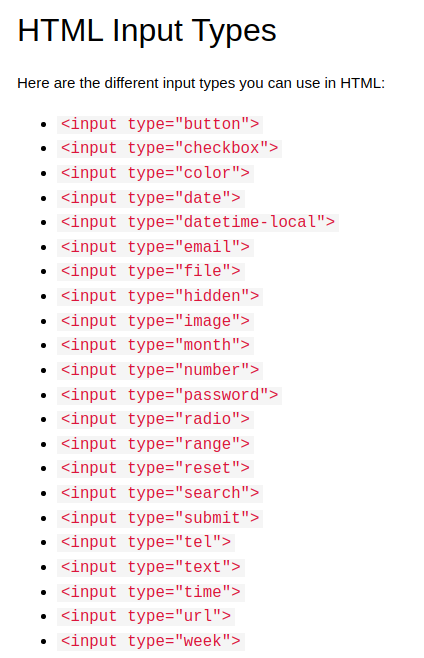 HTML Input Types
Here are the different input types you can use in HTML:
<input type="button">
<input type="checkbox">
<input type="color">
<input type="date">
<input type="datetime-local">
<input type="email">
<input type="file">
<input type="hidden">
<input type="image">
<input type="month">
<input type="number">
<input type="password">
<input type="radio">
<input type="range">
<input type="reset">
<input type="search">
<input type="submit">
<input type="tel">
<input type="text">
<input type="time">
<input type="url">
<input type="week">